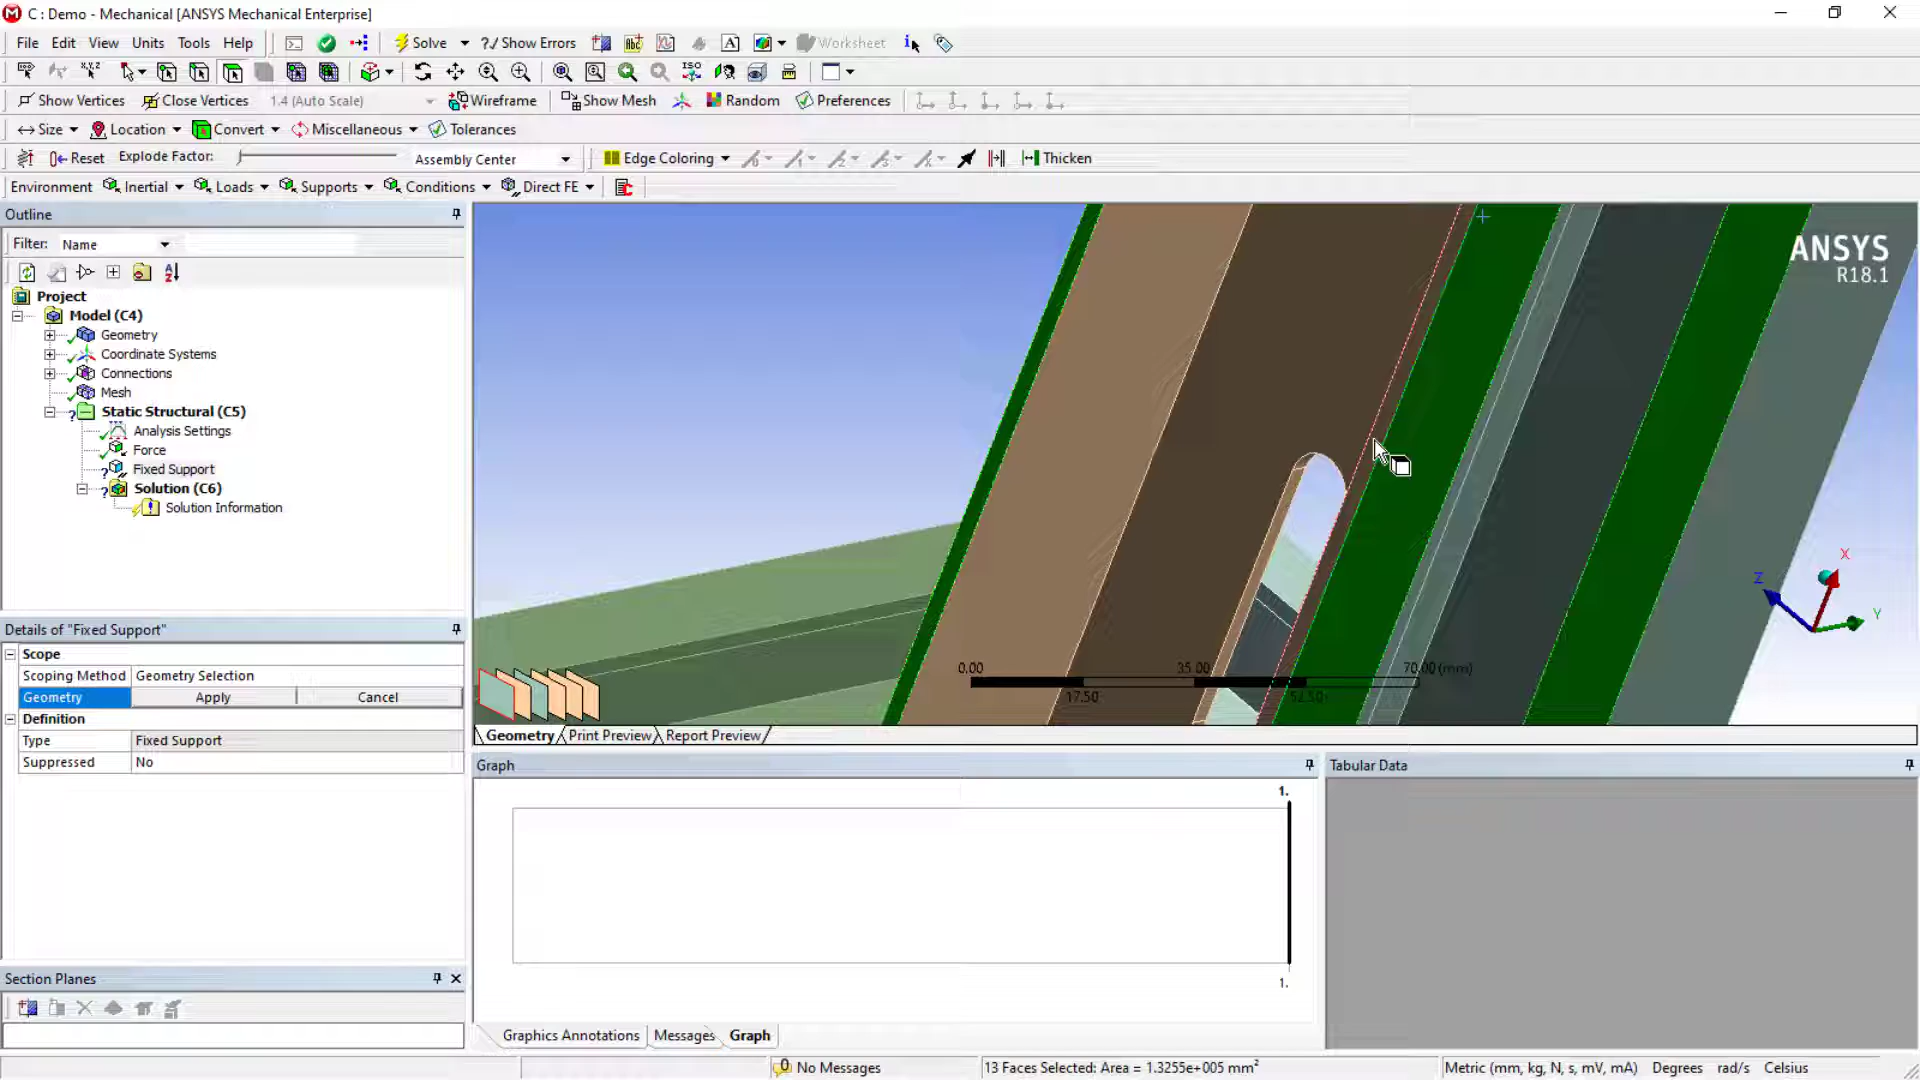 C : Demo - Mechanical [ANSYS Mechanical Enterprise]
File Edit View Units Tools Help Solve ?/ Show Errors Worksheet
Show Vertices Close Vertices 1.4 (Auto Scale) Wireframe Show Mesh Random Preferences
Size Location Convert Miscellaneous Tolerances
Reset Explode Factor: Assembly Center Edge Coloring Thicken
Environment Inertial Loads Supports Conditions Direct FE
Outline
Filter: Name
Project
Model (C4)
Geometry
Coordinate Systems
Connections
Mesh
Static Structural (C5)
Analysis Settings
Force
Fixed Support
Solution (C6)
Solution Information
Details of "Fixed Support"
Scope
Scoping Method Geometry Selection
Geometry Apply Cancel
Definition
Type Fixed Support
Suppressed No
Section Planes
ANSYS
R18.1
X
Z
Y
0.00 35.00 70.00 (mm)
17.50 52.50
Geometry Print Preview Report Preview
Graph
1.
1.
Tabular Data
Graphics Annotations Messages Graph
No Messages 13 Faces Selected: Area = 1.3255e+005 mm² Metric (mm, kg, N, s, mV, mA) Degrees rad/s Celsius